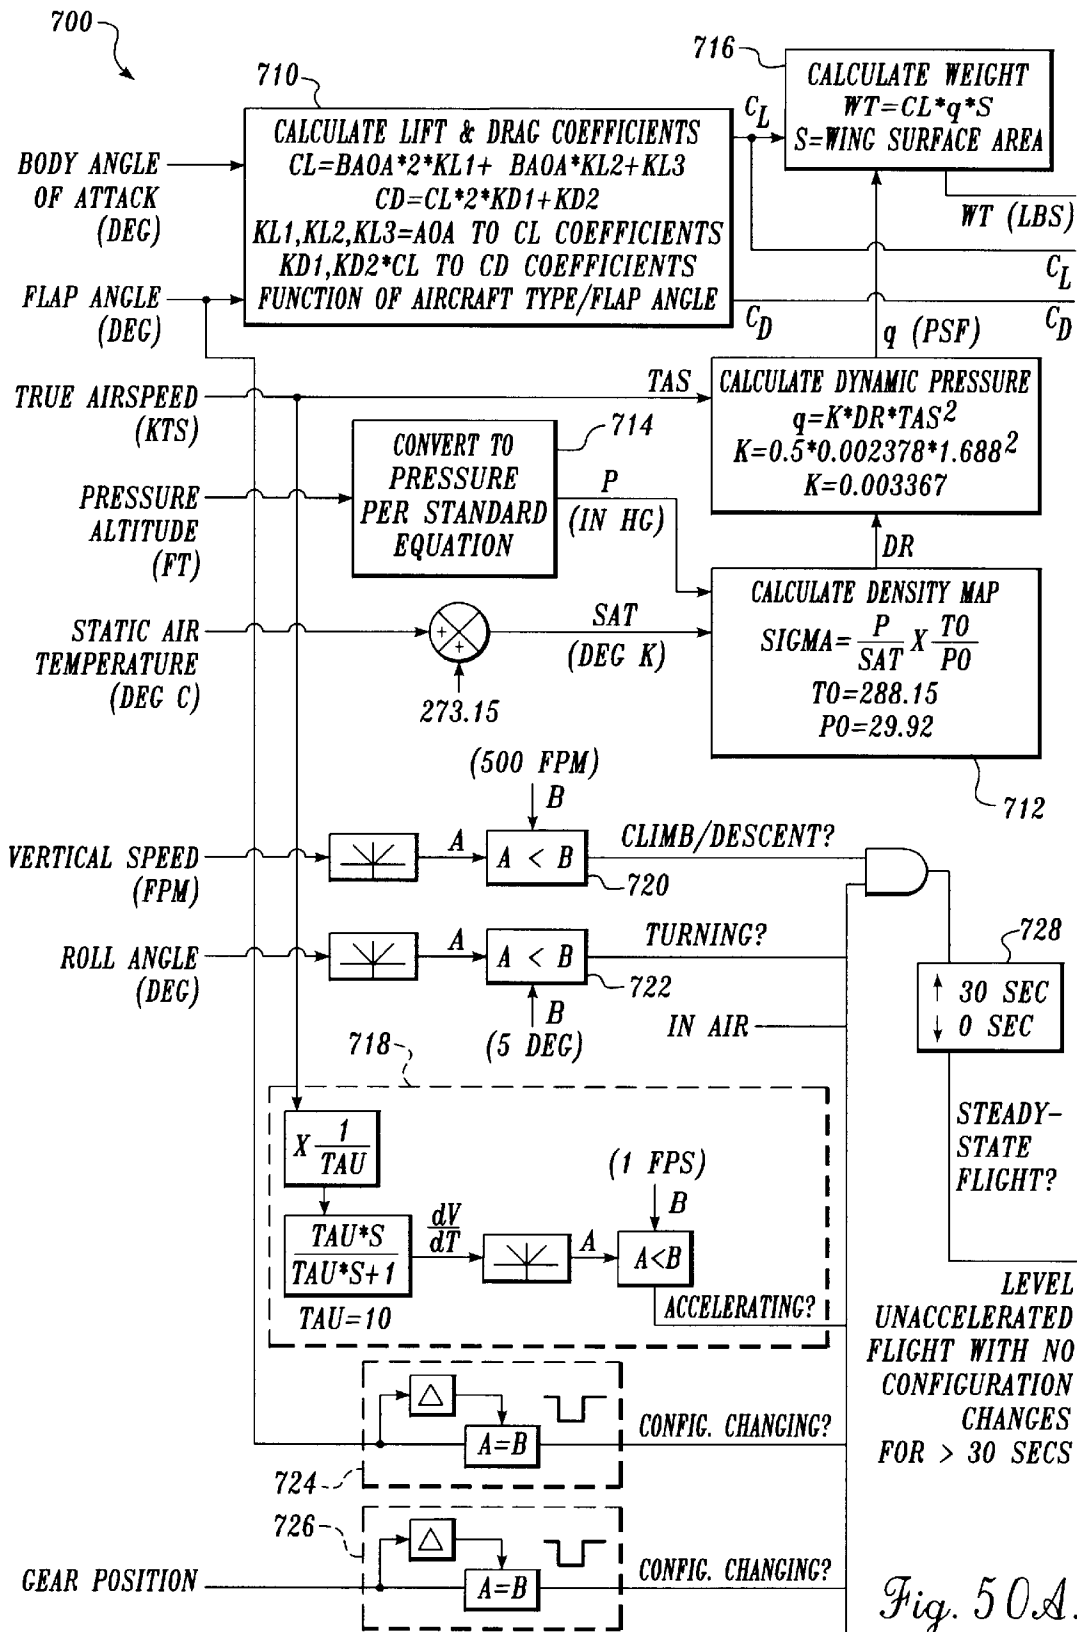 700
710
CALCULATE LIFT & DRAG COEFFICIENTS
CL=BAOA*2*KL1+ BAOA*KL2+KL3
CD=CL*2*KD1+KD2
KL1,KL2,KL3=AOA TO CL COEFFICIENTS
KD1,KD2*CL TO CD COEFFICIENTS
FUNCTION OF AIRCRAFT TYPE/FLAP ANGLE
716
CALCULATE WEIGHT
WT=CL*q*S
S=WING SURFACE AREA
C_L
WT (LBS)
C_L
C_D
C_D
q (PSF)
BODY ANGLE
OF ATTACK
(DEG)
FLAP ANGLE
(DEG)
TRUE AIRSPEED
(KTS)
TAS
CALCULATE DYNAMIC PRESSURE
q=K*DR*TAS²
K=0.5*0.002378*1.688²
K=0.003367
714
CONVERT TO
PRESSURE
PER STANDARD
EQUATION
P
(IN HG)
PRESSURE
ALTITUDE
(FT)
DR
CALCULATE DENSITY MAP
SIGMA= P/SAT X TO/PO
TO=288.15
PO=29.92
712
STATIC AIR
TEMPERATURE
(DEG C)
+
+
273.15
SAT
(DEG K)
(500 FPM)
B
VERTICAL SPEED
(FPM)
A
A < B
720
CLIMB/DESCENT?
ROLL ANGLE
(DEG)
A
A < B
722
B
(5 DEG)
TURNING?
IN AIR
728
↑ 30 SEC
↓ 0 SEC
STEADY-
STATE
FLIGHT?
718
X 1/TAU
TAU*S/TAU*S+1
TAU=10
dV/dT
A
(1 FPS)
B
A<B
ACCELERATING?
LEVEL
UNACCELERATED
FLIGHT WITH NO
CONFIGURATION
CHANGES
FOR > 30 SECS
724
△
A=B
CONFIG. CHANGING?
726
△
A=B
CONFIG. CHANGING?
GEAR POSITION
Fig. 50A.